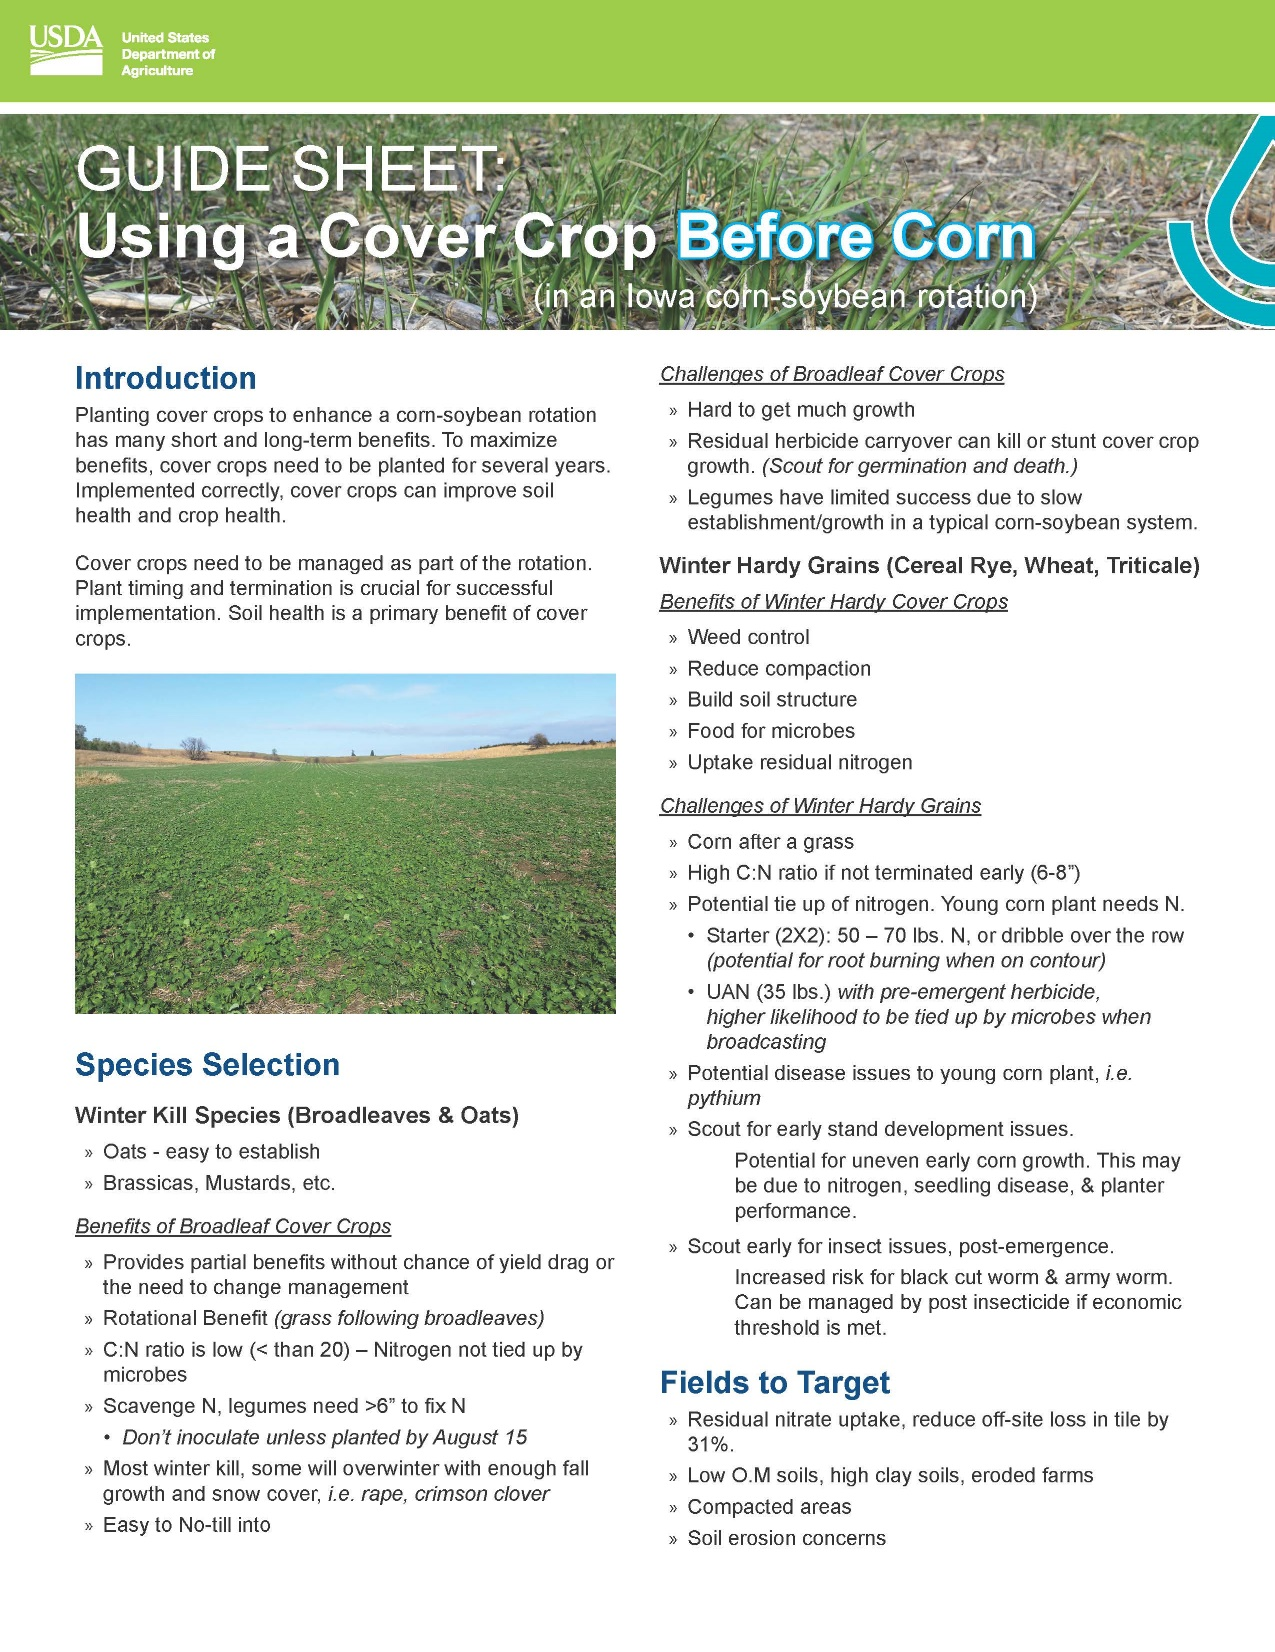 USDA
United States
Department of
Agriculture
GUIDE SHEET:
Using a Cover Crop Before Corn
(in an Iowa corn-soybean rotation)
Introduction
Planting cover crops to enhance a corn-soybean rotation
has many short and long-term benefits. To maximize
benefits, cover crops need to be planted for several years.
Implemented correctly, cover crops can improve soil
health and crop health.
Cover crops need to be managed as part of the rotation.
Plant timing and termination is crucial for successful
implementation. Soil health is a primary benefit of cover
crops.
Species Selection
Winter Kill Species (Broadleaves & Oats)
» Oats - easy to establish
» Brassicas, Mustards, etc.
Benefits of Broadleaf Cover Crops
» Provides partial benefits without chance of yield drag or
the need to change management
» Rotational Benefit (grass following broadleaves)
» C:N ratio is low (< than 20) – Nitrogen not tied up by
microbes
» Scavenge N, legumes need >6” to fix N
• Don’t inoculate unless planted by August 15
» Most winter kill, some will overwinter with enough fall
growth and snow cover, i.e. rape, crimson clover
» Easy to No-till into
Challenges of Broadleaf Cover Crops
» Hard to get much growth
» Residual herbicide carryover can kill or stunt cover crop
growth. (Scout for germination and death.)
» Legumes have limited success due to slow
establishment/growth in a typical corn-soybean system.
Winter Hardy Grains (Cereal Rye, Wheat, Triticale)
Benefits of Winter Hardy Cover Crops
» Weed control
» Reduce compaction
» Build soil structure
» Food for microbes
» Uptake residual nitrogen
Challenges of Winter Hardy Grains
» Corn after a grass
» High C:N ratio if not terminated early (6-8”)
» Potential tie up of nitrogen. Young corn plant needs N.
• Starter (2X2): 50 – 70 lbs. N, or dribble over the row
(potential for root burning when on contour)
• UAN (35 lbs.) with pre-emergent herbicide,
higher likelihood to be tied up by microbes when
broadcasting
» Potential disease issues to young corn plant, i.e.
pythium
» Scout for early stand development issues.
Potential for uneven early corn growth. This may
be due to nitrogen, seedling disease, & planter
performance.
» Scout early for insect issues, post-emergence.
Increased risk for black cut worm & army worm.
Can be managed by post insecticide if economic
threshold is met.
Fields to Target
» Residual nitrate uptake, reduce off-site loss in tile by
31%.
» Low O.M soils, high clay soils, eroded farms
» Compacted areas
» Soil erosion concerns